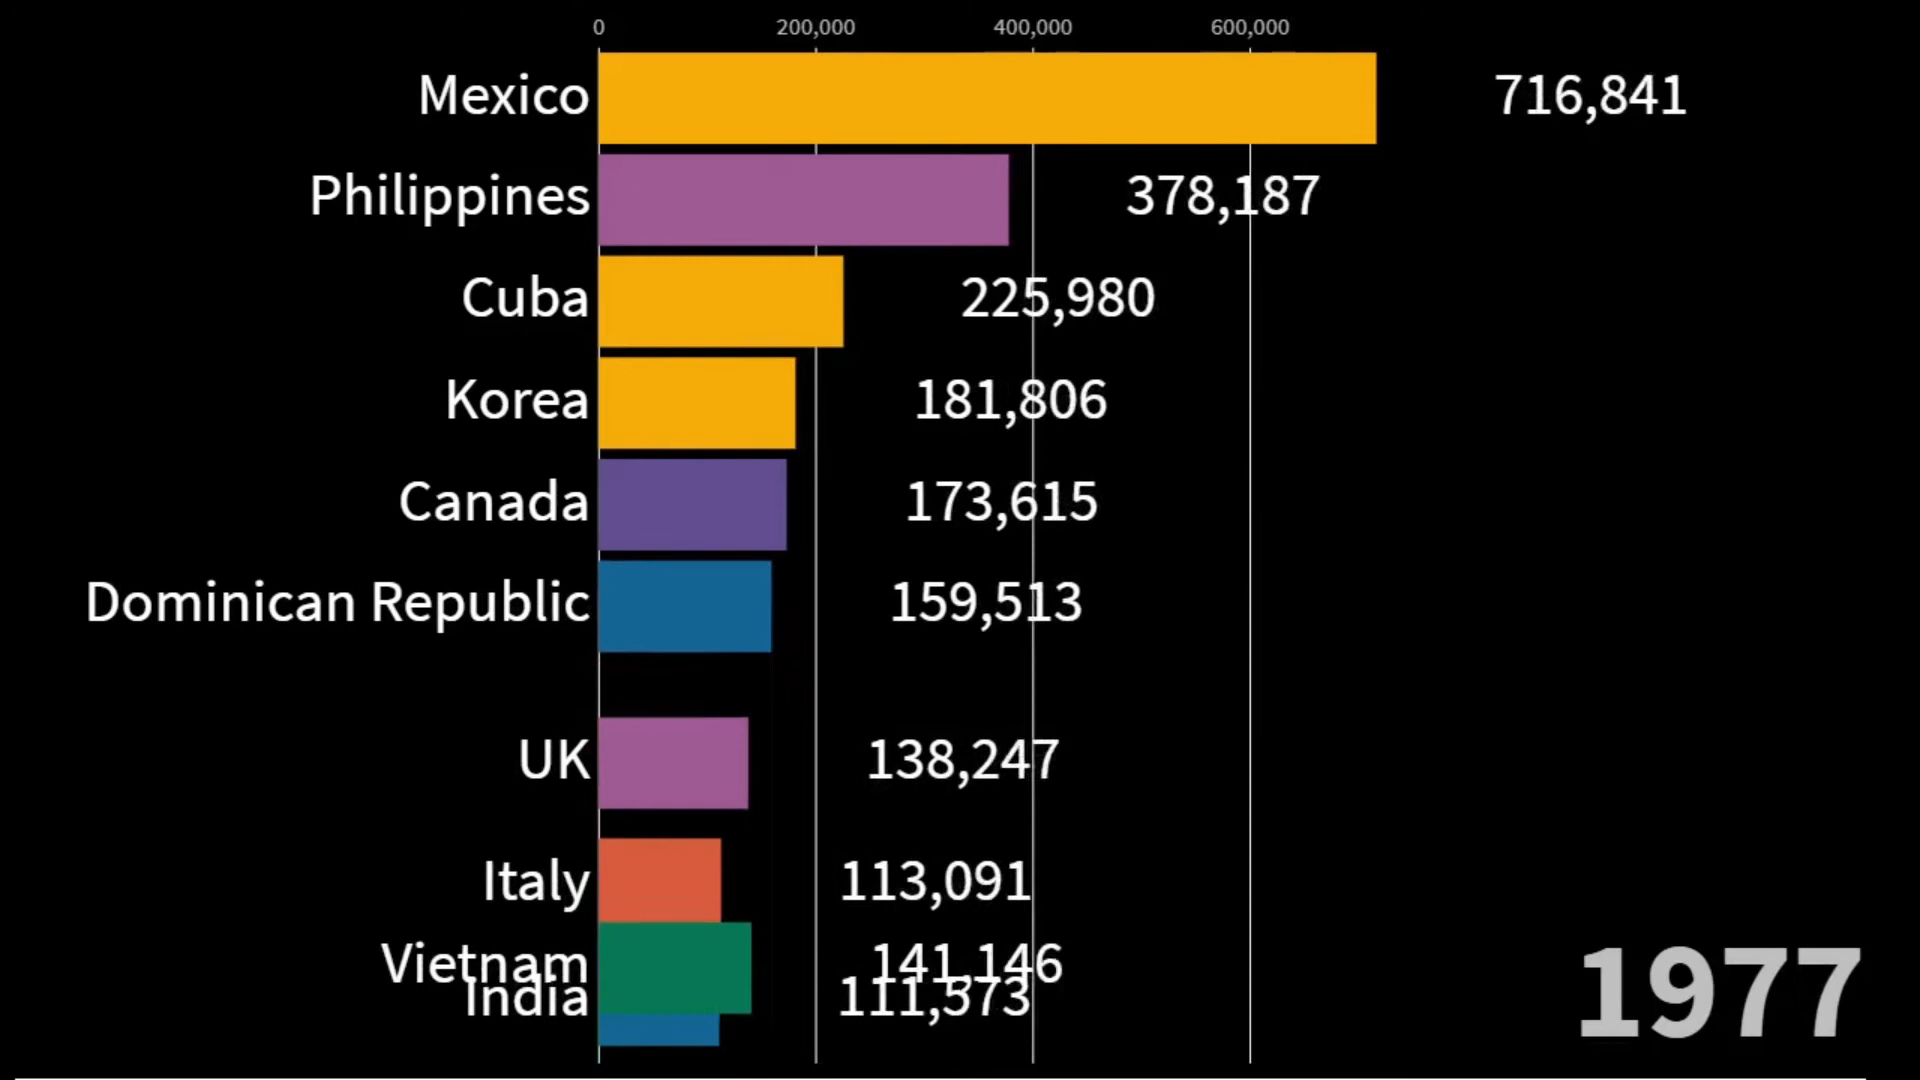 0 200,000 400,000 600,000
Mexico 716,841
Philippines 378,187
Cuba 225,980
Korea 181,806
Canada 173,615
Dominican Republic 159,513
UK 138,247
Italy 113,091
Vietnam 141,146
India 111,573
1977